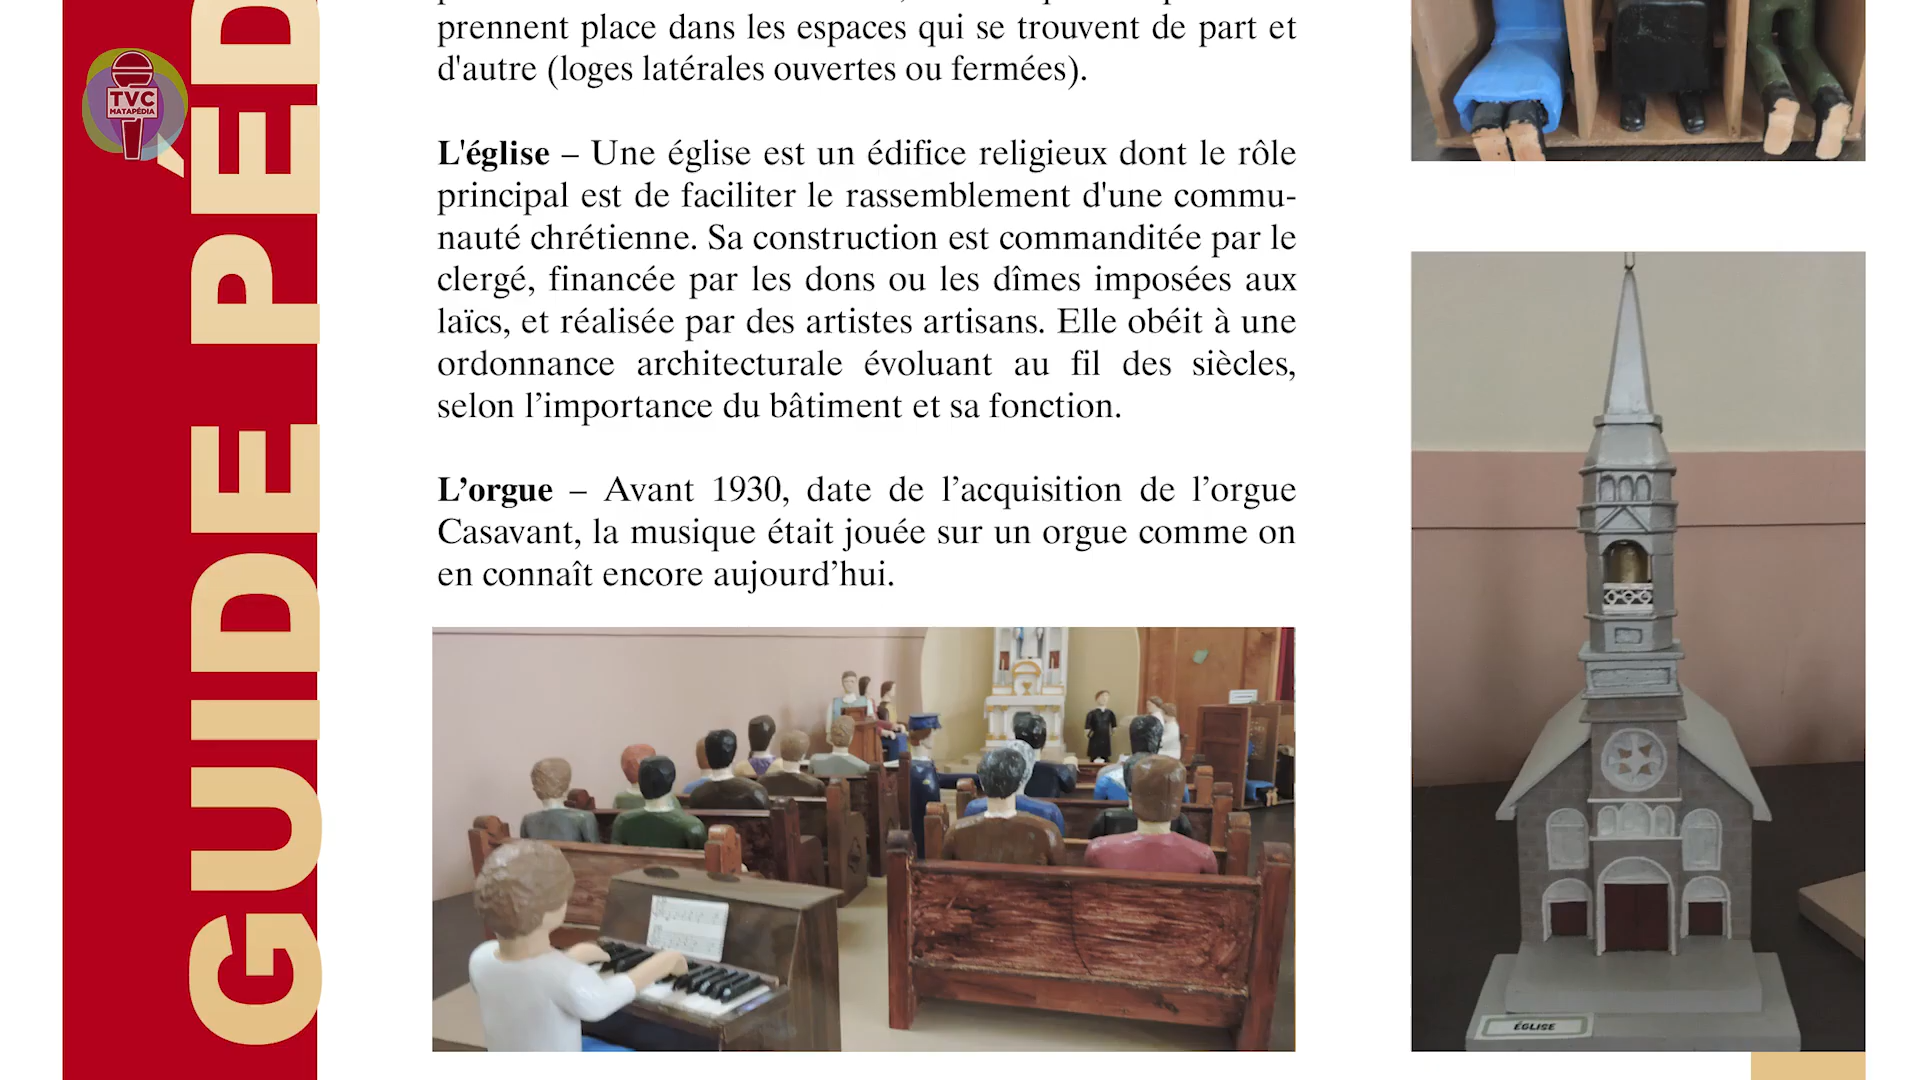 TVC
MATAPÉDIA
GUIDE PÉD
prennent place dans les espaces qui se trouvent de part et
d'autre (loges latérales ouvertes ou fermées).
L'église – Une église est un édifice religieux dont le rôle
principal est de faciliter le rassemblement d'une commu-
nauté chrétienne. Sa construction est commanditée par le
clergé, financée par les dons ou les dîmes imposées aux
laïcs, et réalisée par des artistes artisans. Elle obéit à une
ordonnance architecturale évoluant au fil des siècles,
selon l’importance du bâtiment et sa fonction.
L’orgue – Avant 1930, date de l’acquisition de l’orgue
Casavant, la musique était jouée sur un orgue comme on
en connaît encore aujourd’hui.
ÉGLISE